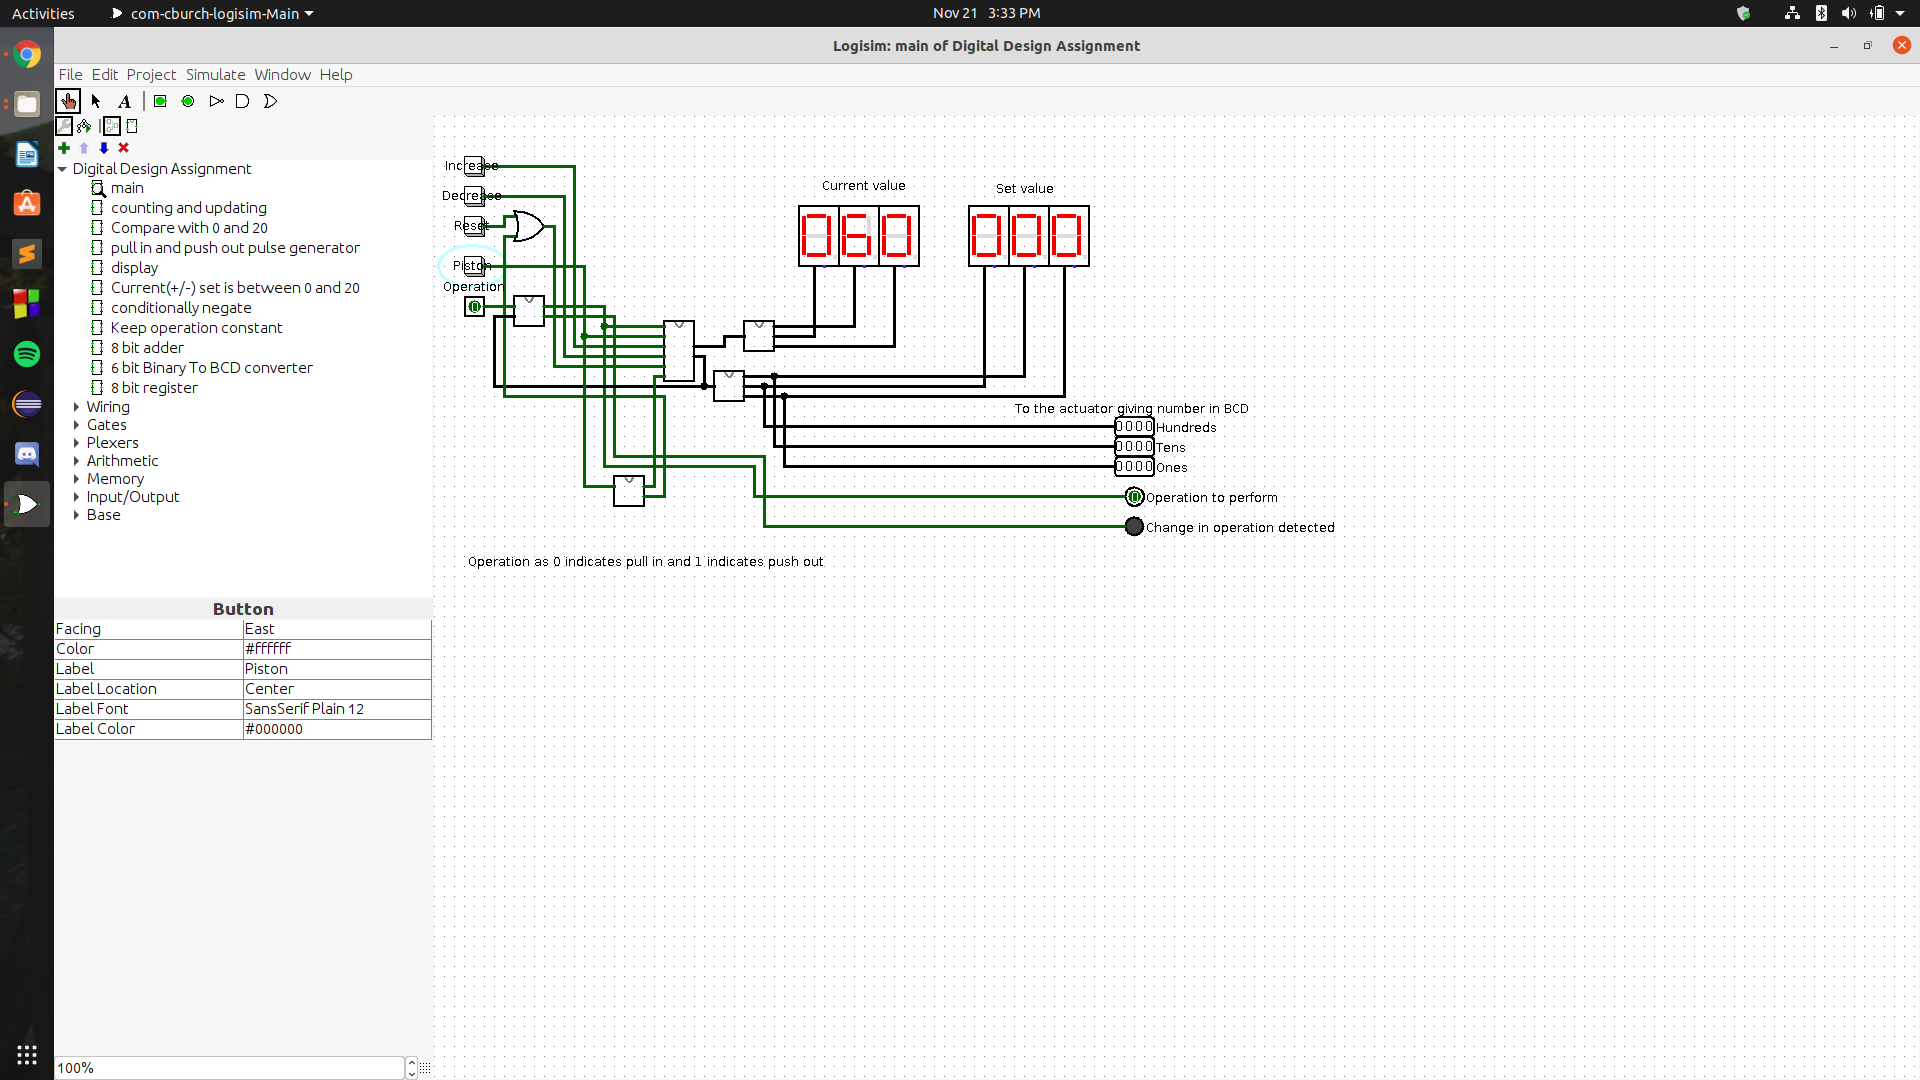 Activities com-cburch-logisim-Main Nov 21 3:33 PM
Logisim: main of Digital Design Assignment
File Edit Project Simulate Window Help
A
Digital Design Assignment
main
counting and updating
Compare with 0 and 20
pull in and push out pulse generator
display
Current(+/-) set is between 0 and 20
conditionally negate
Keep operation constant
8 bit adder
6 bit Binary To BCD converter
8 bit register
Wiring
Gates
Plexers
Arithmetic
Memory
Input/Output
Base
Button
Facing East
Color #ffffff
Label Piston
Label Location Center
Label Font SansSerif Plain 12
Label Color #000000
100%
Increase
Decrease
Reset
Piston
Operation
0
Current value
Set value
060
000
To the actuator giving number in BCD
0000 Hundreds
0000 Tens
0000 Ones
0 Operation to perform
Change in operation detected
Operation as 0 indicates pull in and 1 indicates push out